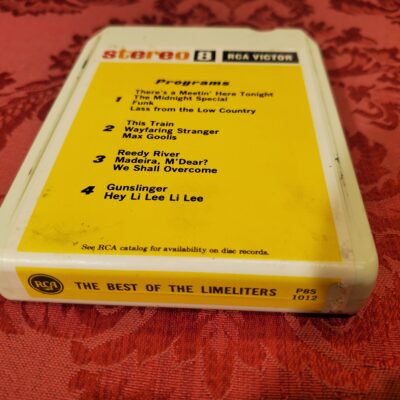 stereo 8 RCA VICTOR
Programs
1 There's a Meetin' Here Tonight
The Midnight Special
Funk
Lass from the Low Country
2 This Train
Wayfaring Stranger
Max Goolis
3 Reedy River
Madeira, M'Dear?
We Shall Overcome
4 Gunslinger
Hey Li Lee Li Lee
See RCA catalog for availability on disc records.
RCA THE BEST OF THE LIMELITERS P8S
1012